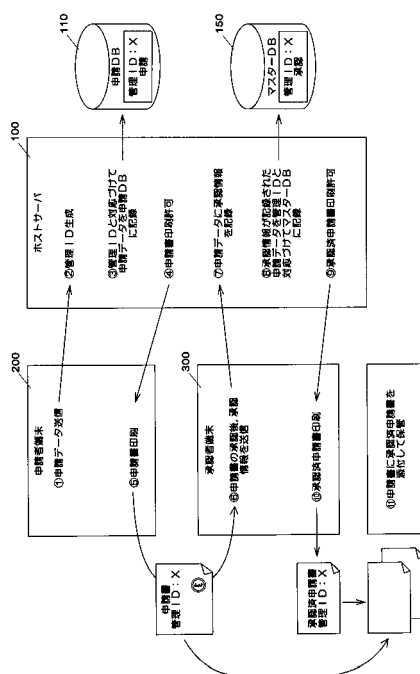 200
申請者端末
①申請データ送信
⑤申請書印刷
100
ホストサーバ
②管理ID生成
③管理IDと対応づけて
申請データを申請DB
に記録
④申請書印刷許可
⑦申請データに承認情報
を記録
⑧承認情報が記録された
申請データを管理IDと
対応づけてマスターDB
に記録
⑨承認済申請書印刷許可
110
申請DB
管理ID:X
申請
150
マスターDB
管理ID:X
承認
300
承認者端末
⑥申請書の承認後、承認
情報を送信
⑩承認済申請書印刷
申請書
管理ID:X
承認済申請書
管理ID:X
⑪申請書に承認済申請書を
添付して保管